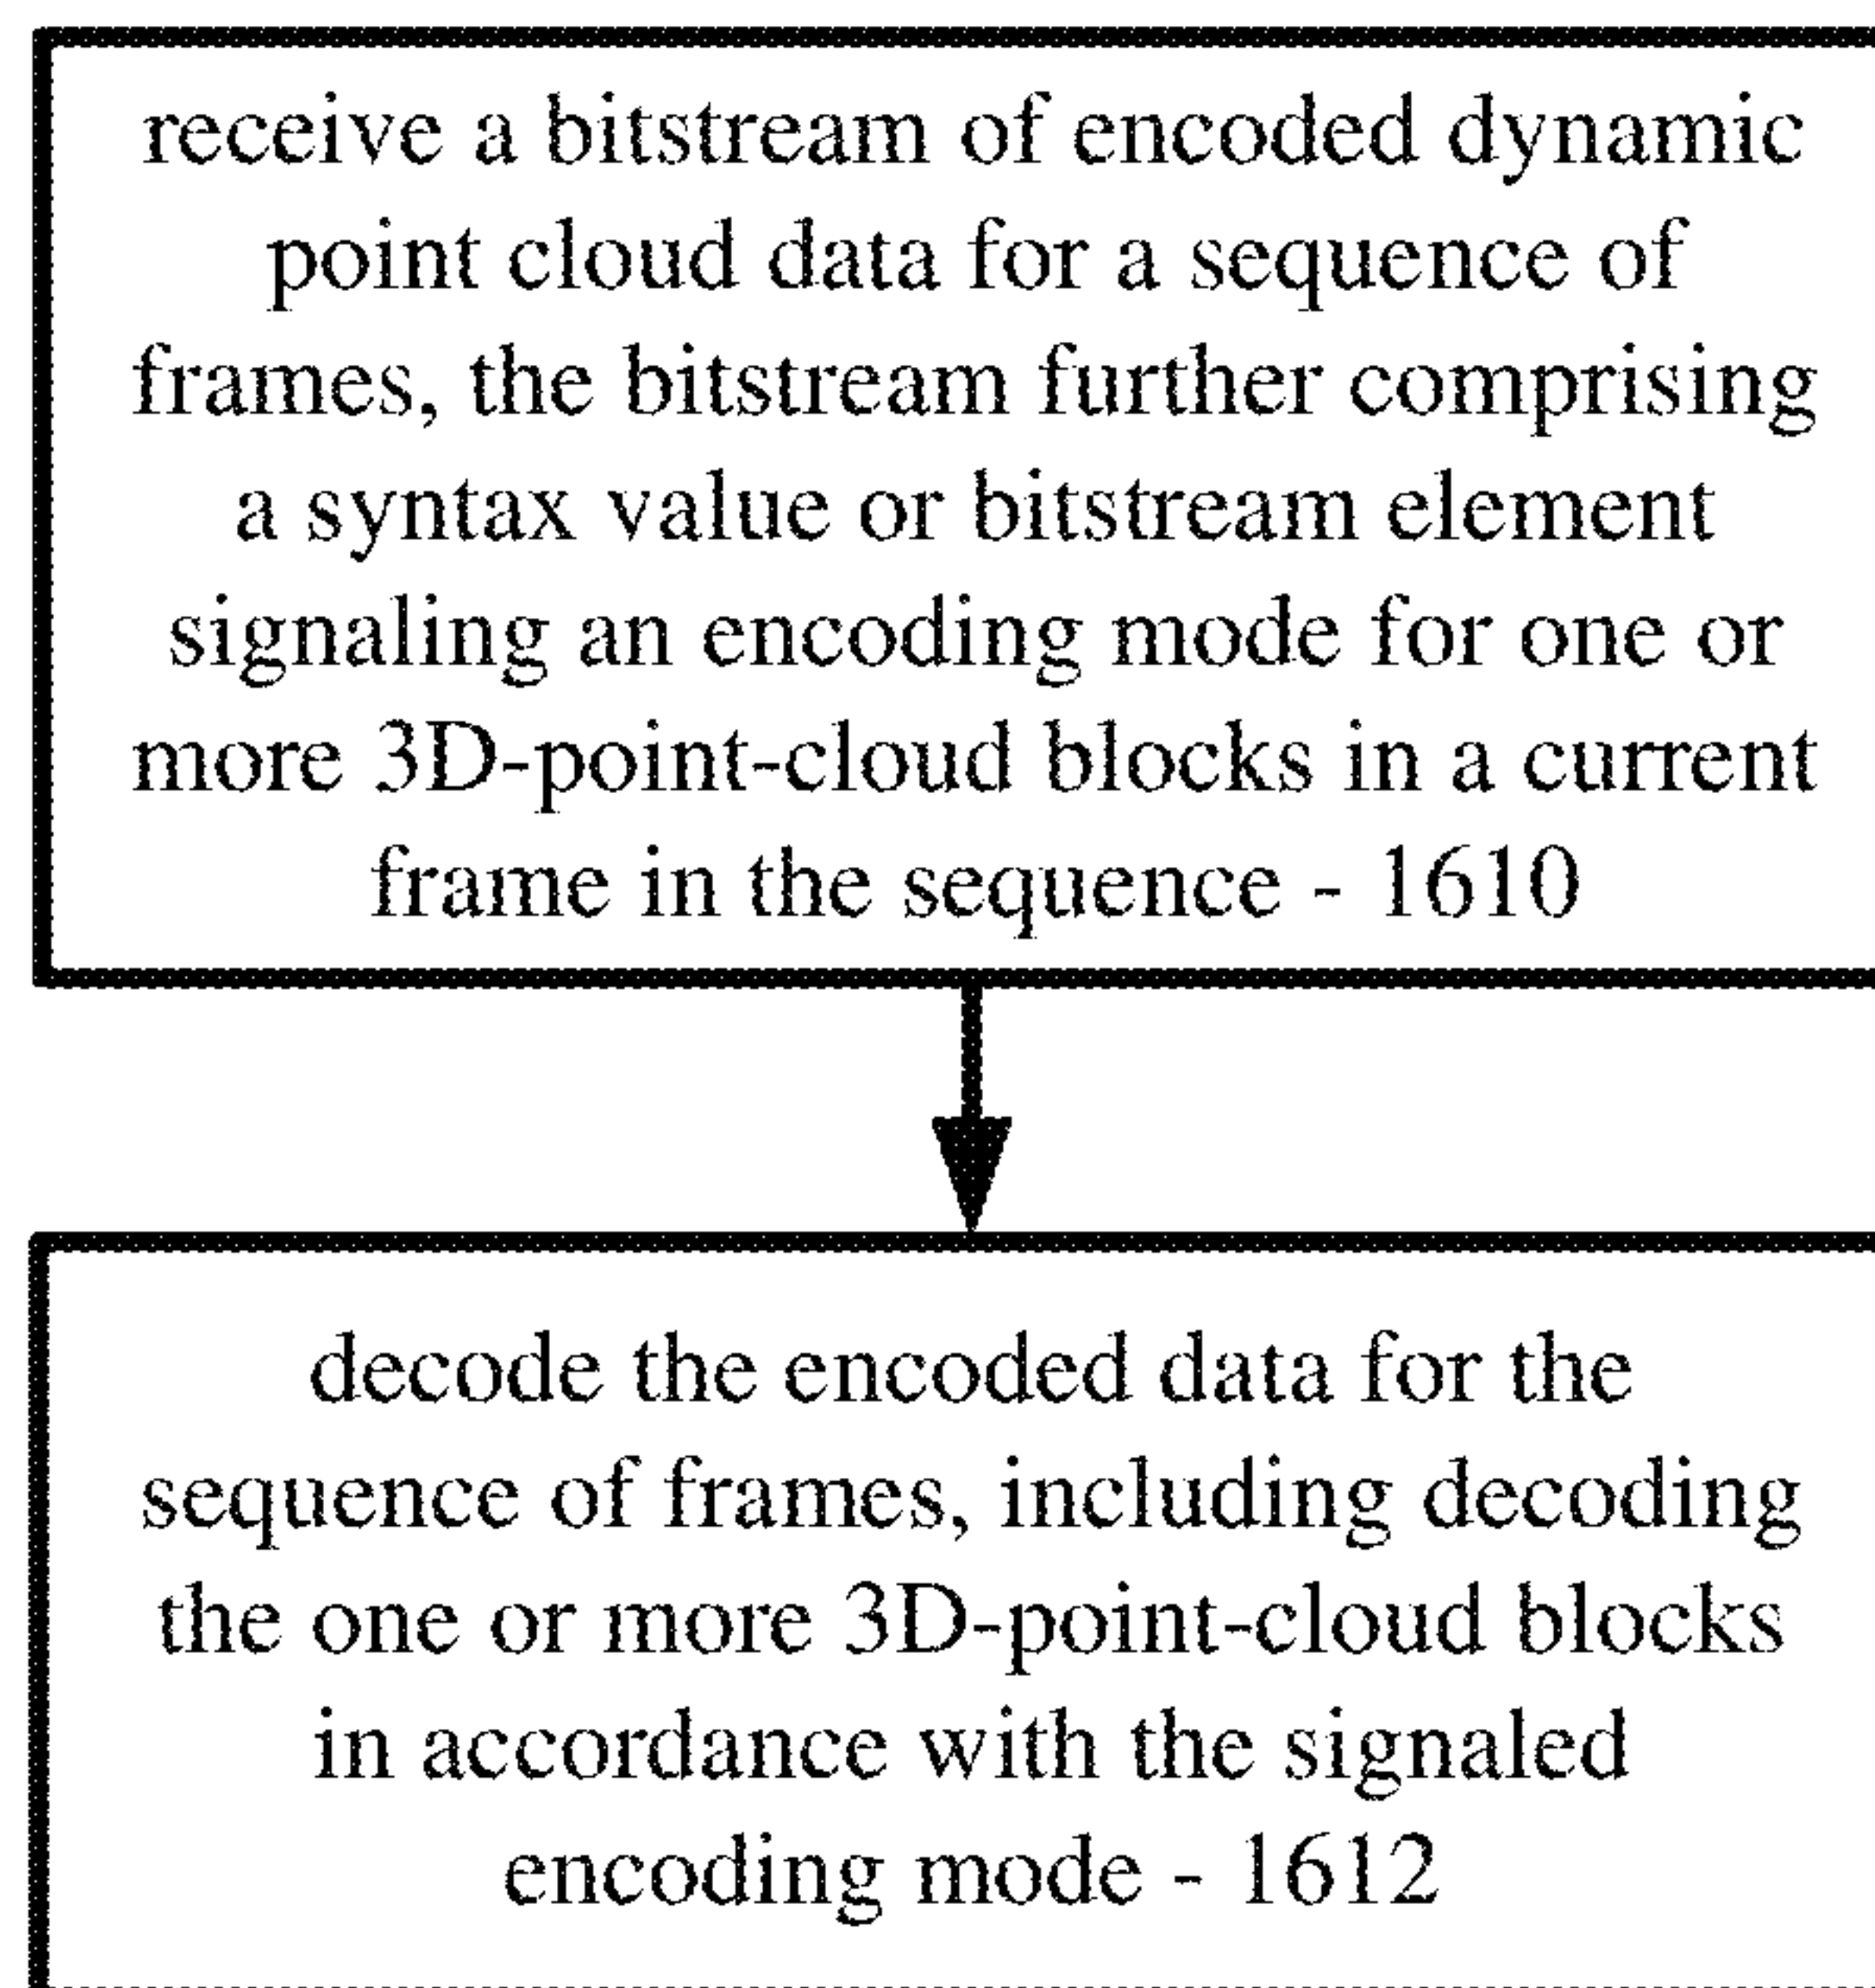 receive a bitstream of encoded dynamic
point cloud data for a sequence of
frames, the bitstream further comprising
a syntax value or bitstream element
signaling an encoding mode for one or
more 3D-point-cloud blocks in a current
frame in the sequence - 1610
decode the encoded data for the
sequence of frames, including decoding
the one or more 3D-point-cloud blocks
in accordance with the signaled
encoding mode - 1612